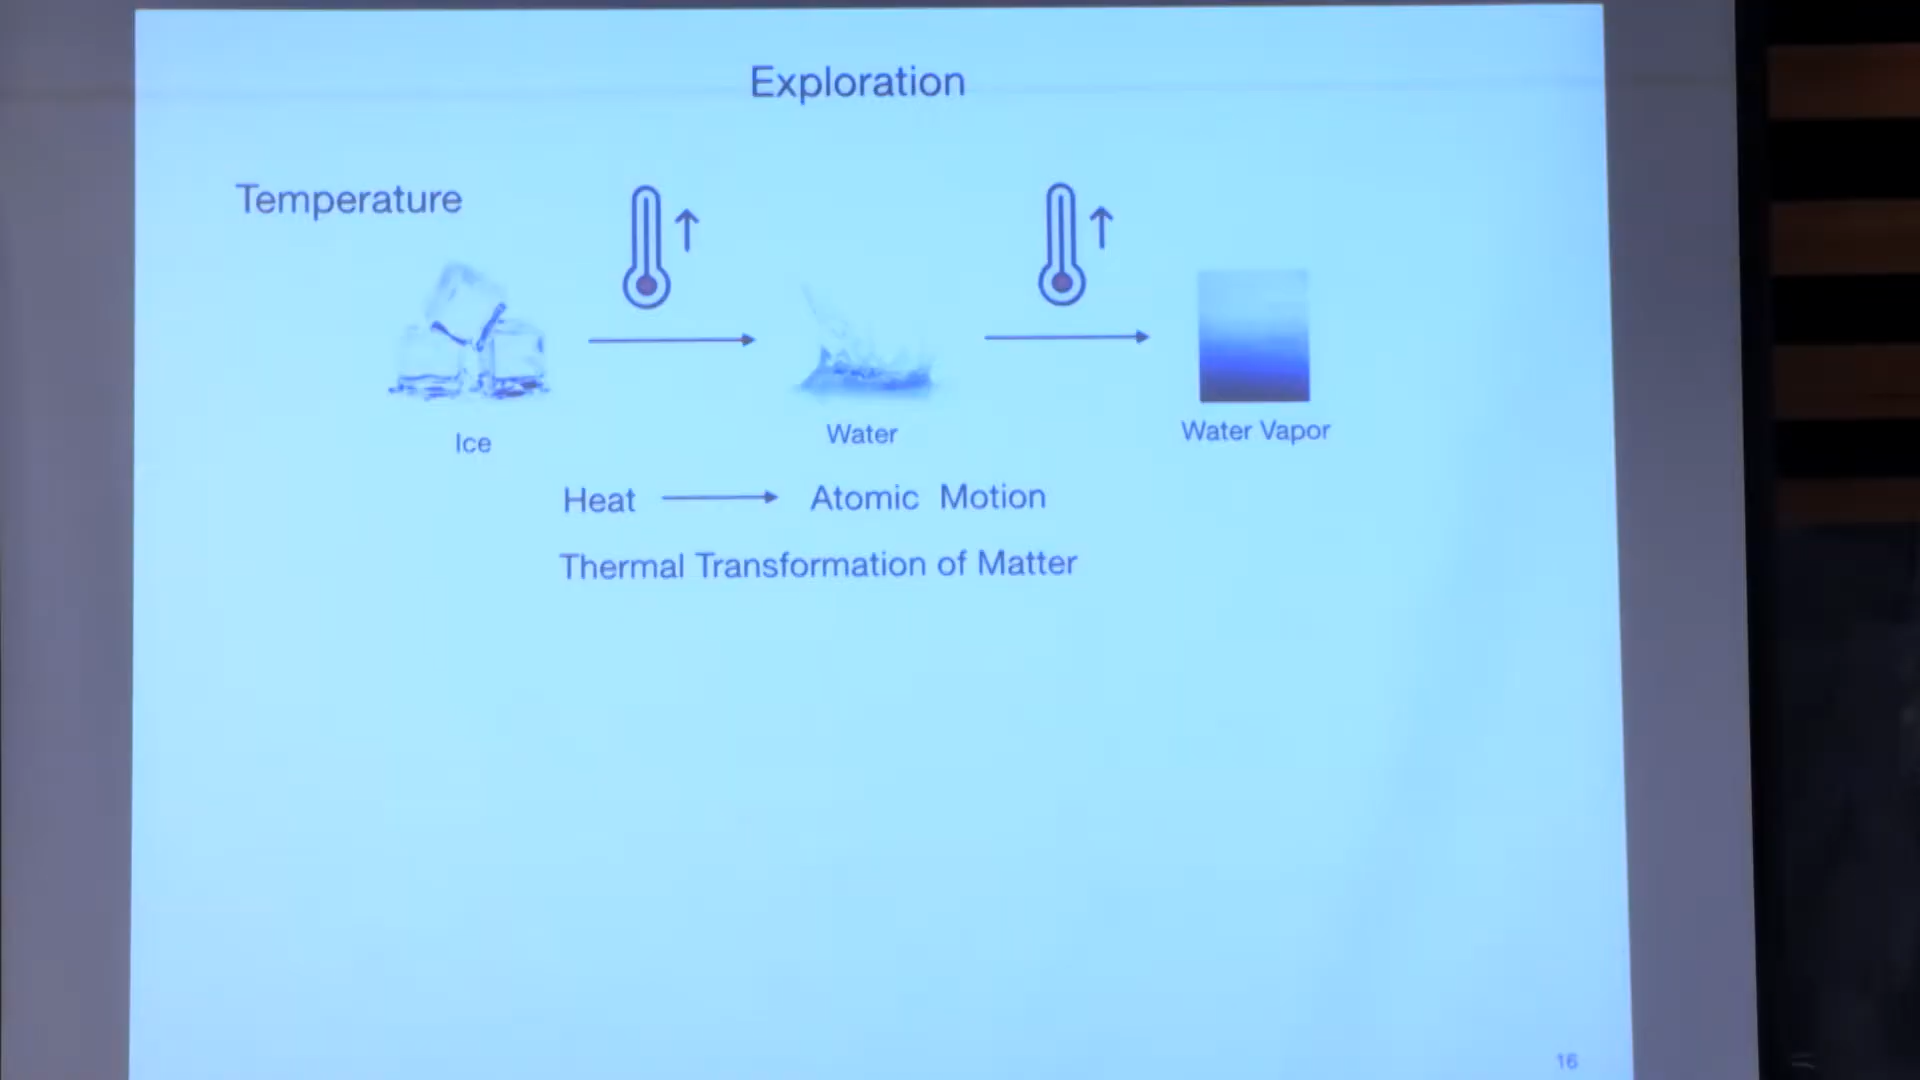 Exploration
Temperature
Ice
Water
Water Vapor
Heat Atomic Motion
Thermal Transformation of Matter
16